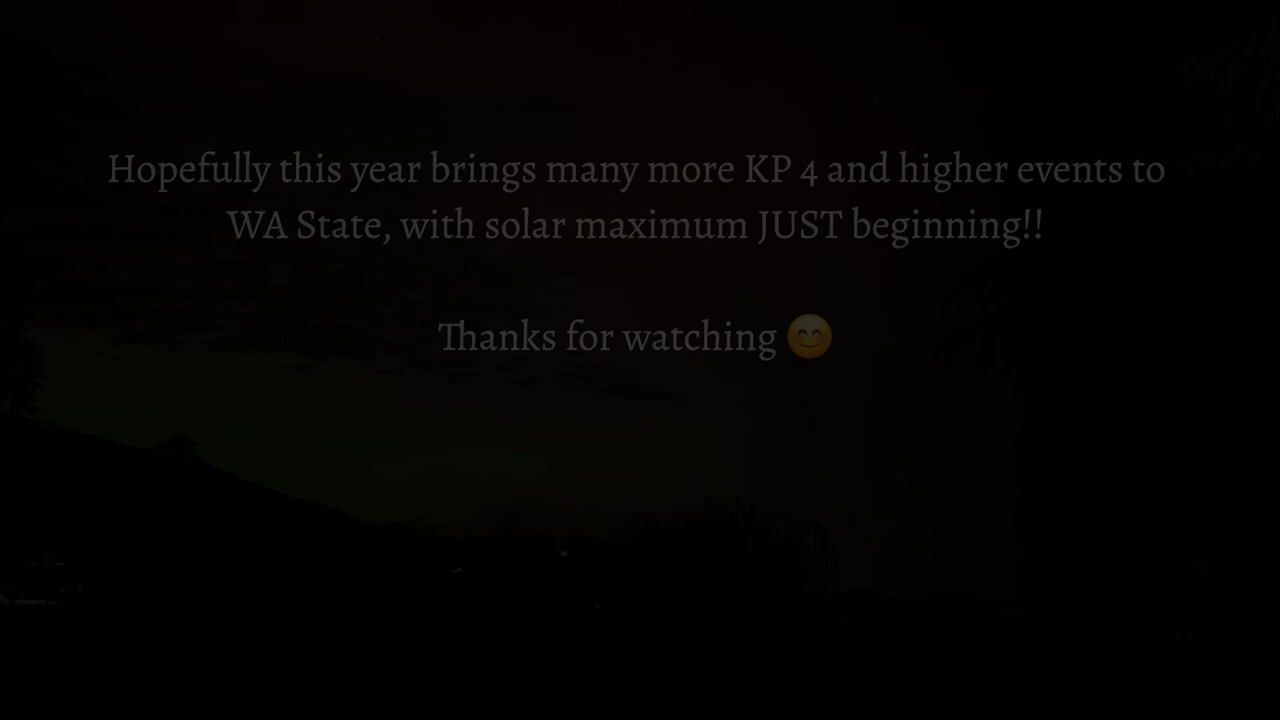 Hopefully this year brings many more KP 4 and higher events to
WA State, with solar maximum JUST beginning!!
Thanks for watching 😊